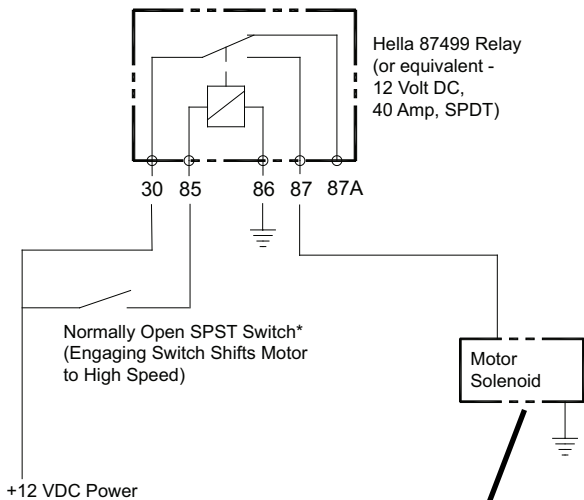 Hella 87499 Relay
(or equivalent -
12 Volt DC,
40 Amp, SPDT)
30 85 86 87 87A
Normally Open SPST Switch*
(Engaging Switch Shifts Motor
to High Speed)
Motor
Solenoid
+12 VDC Power